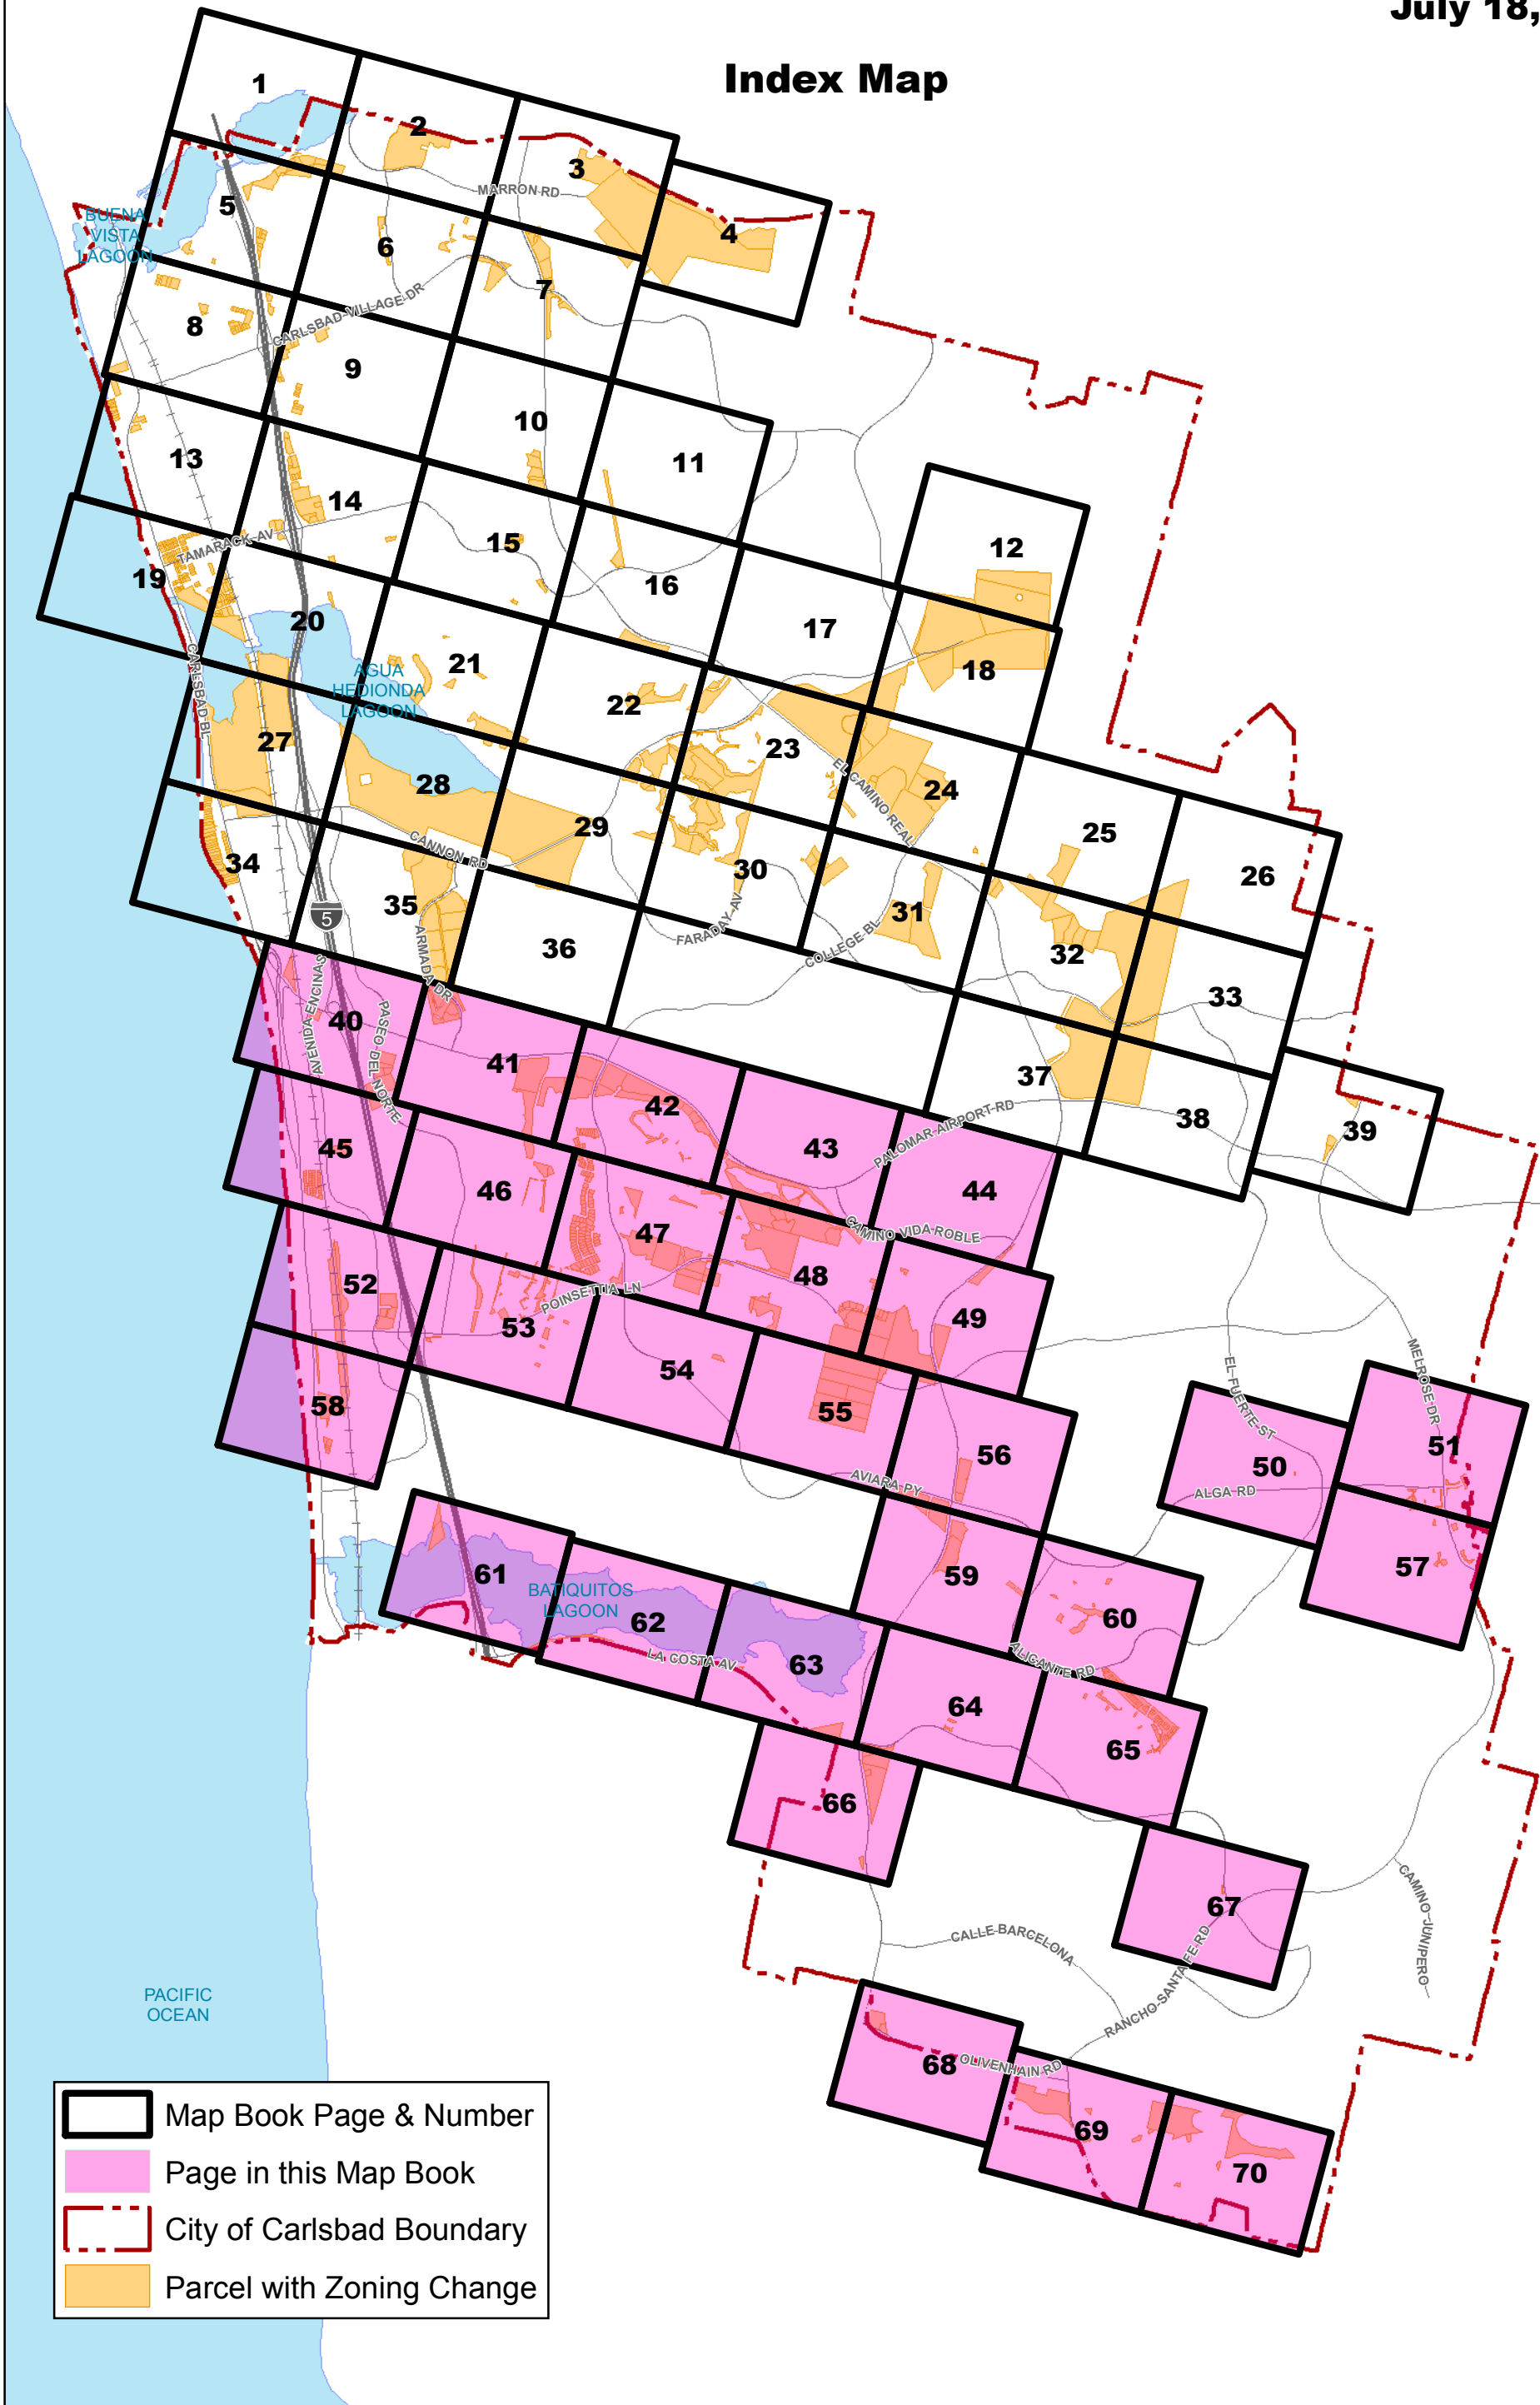 July 18,
Index Map
1
2
3
4
MARRON RD
BUENA
VISTA
LAGOON
5
6
7
8
CARLSBAD VILLAGE DR
9
10
11
12
13
14
15
16
17
18
TAMARACK AV
19
20
21
22
23
24
25
26
AGUA
HEDIONDA
LAGOON
CARLSBAD BL
EL CAMINO REAL
27
28
29
30
31
32
33
CANNON RD
34
35
36
5
FARADAY AV
COLLEGE BL
ARMADA DR
37
38
39
AVENIDA ENCINAS
PASEO DEL NORTE
40
41
42
43
44
PALOMAR AIRPORT RD
45
46
47
48
49
CAMINO VIDA ROBLE
POINSETTIA LN
52
53
54
55
56
EL FUERTE ST
MELROSE DR
50
51
ALGA RD
57
58
AVIARA PY
59
60
61
62
63
BATIQUITOS
LAGOON
LA COSTA AV
ALICANTE RD
64
65
66
67
CALLE BARCELONA
RANCHO SANTA FE RD
CAMINO JUNIPERO
PACIFIC
OCEAN
68
OLIVENHAIN RD
69
70
Map Book Page & Number
Page in this Map Book
City of Carlsbad Boundary
Parcel with Zoning Change